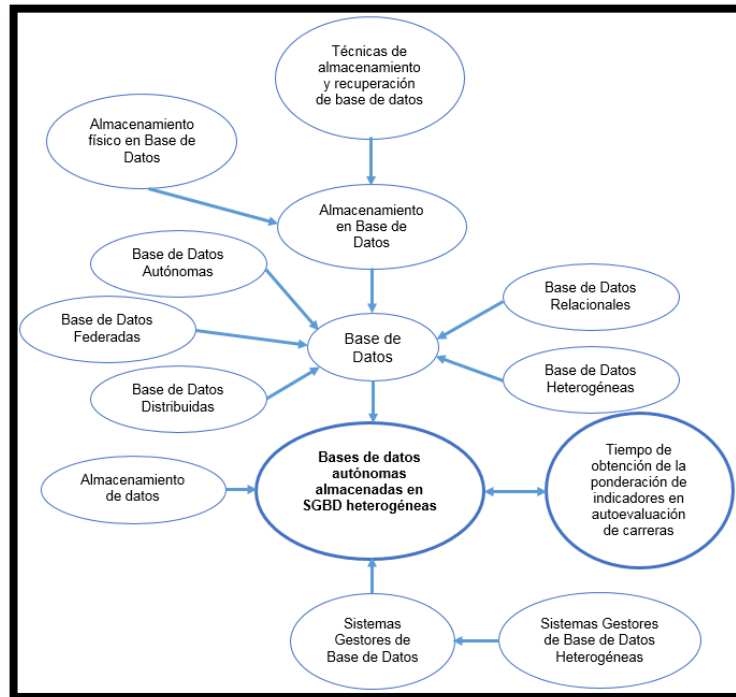 Técnicas de
almacenamiento
y recuperación
de base de datos
Almacenamiento
físico en Base de
Datos
Almacenamiento
en Base de
Datos
Base de Datos
Autónomas
Base de Datos
Relacionales
Base de Datos
Federadas
Base de
Datos
Base de Datos
Heterogéneas
Base de Datos
Distribuidas
Almacenamiento
de datos
Bases de datos
autónomas
almacenadas en
SGBD heterogéneas
Tiempo de
obtención de la
ponderación de
indicadores en
autoevaluación
de carreras
Sistemas
Gestores de
Base de Datos
Sistemas Gestores
de Base de Datos
Heterogéneas